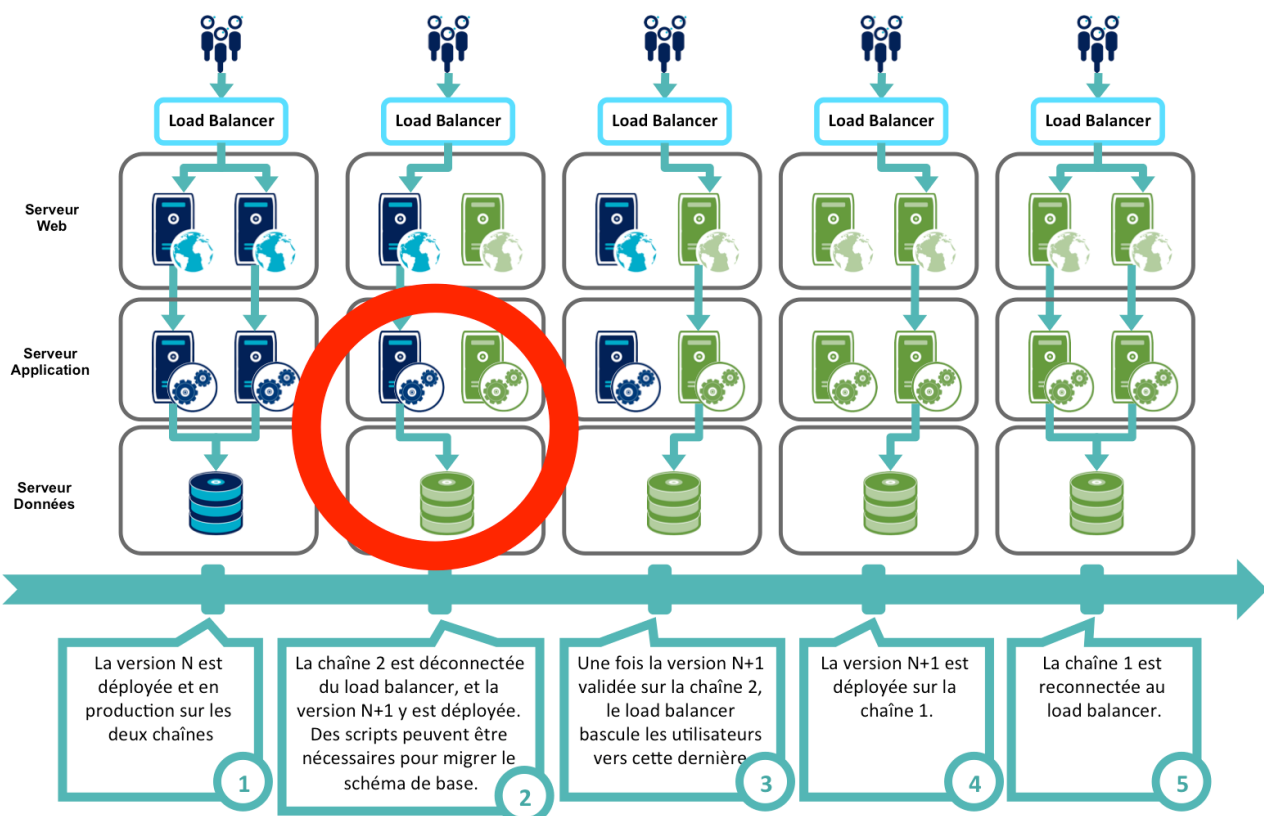 Load Balancer
Load Balancer
Load Balancer
Load Balancer
Load Balancer
Serveur
Web
Serveur
Application
Serveur
Données
La version N est
déployée et en
production sur les
deux chaînes
1
La chaîne 2 est déconnectée
du load balancer, et la
version N+1 y est déployée.
Des scripts peuvent être
nécessaires pour migrer le
schéma de base.
2
Une fois la version N+1
validée sur la chaîne 2,
le load balancer
bascule les utilisateurs
vers cette dernière
3
La version N+1 est
déployée sur la
chaîne 1.
4
La chaîne 1 est
reconnectée au
load balancer.
5